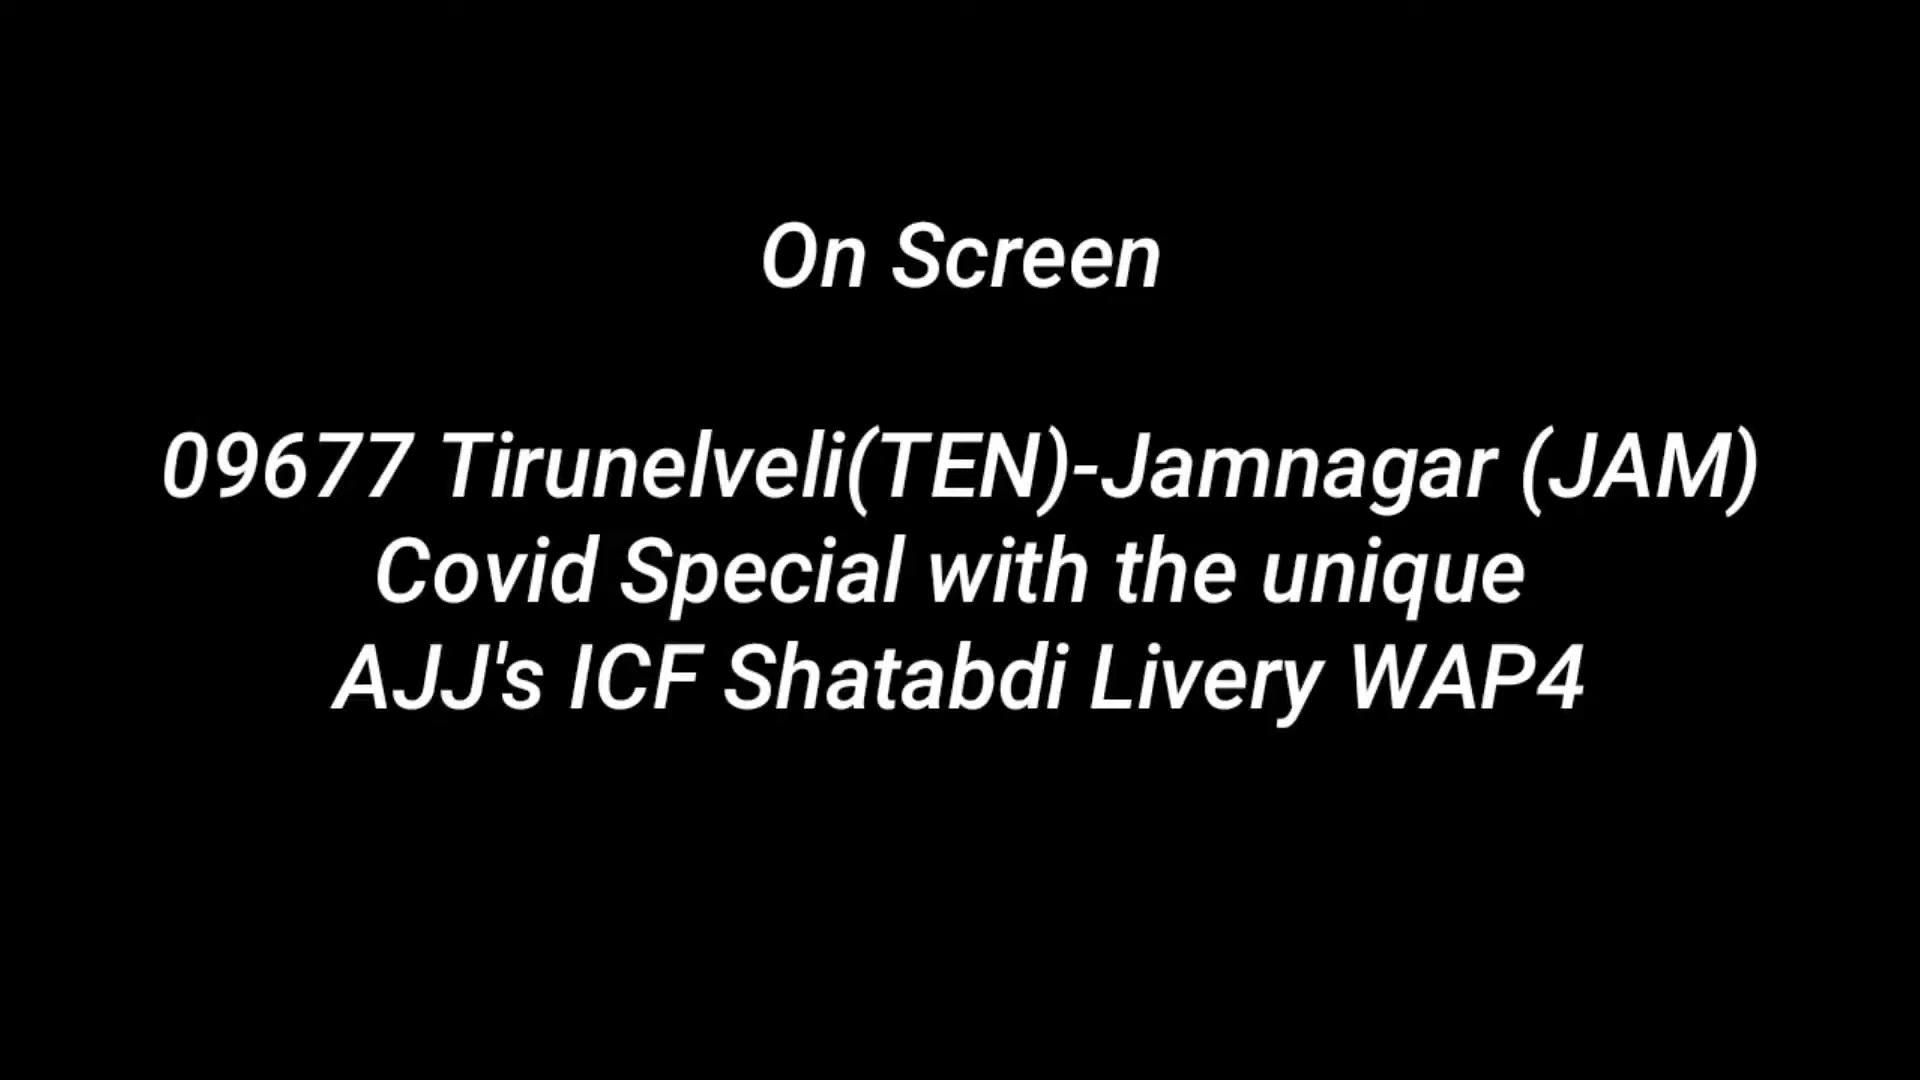 On Screen
09677 Tirunelveli(TEN)-Jamnagar (JAM)
Covid Special with the unique
AJJ's ICF Shatabdi Livery WAP4